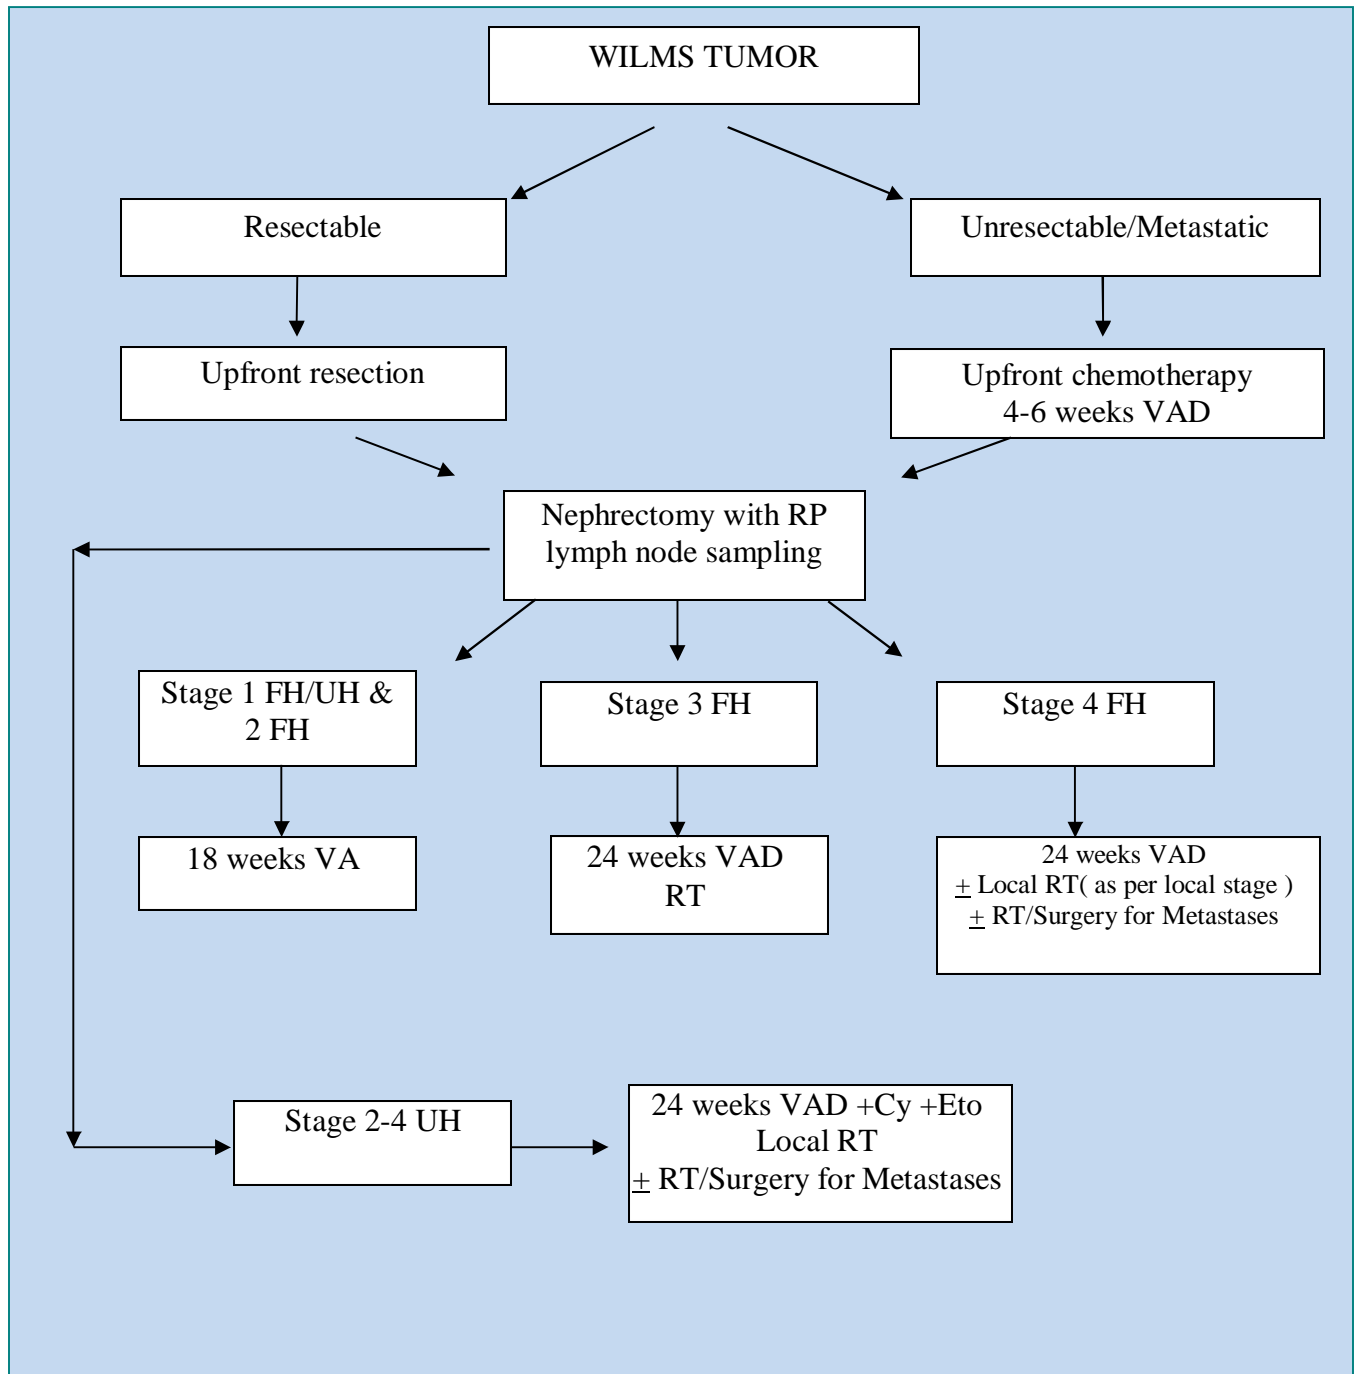 WILMS TUMOR
Resectable
Unresectable/Metastatic
Upfront resection
Upfront chemotherapy
4-6 weeks VAD
Nephrectomy with RP
lymph node sampling
Stage 1 FH/UH &
2 FH
Stage 3 FH
Stage 4 FH
18 weeks VA
24 weeks VAD
RT
24 weeks VAD
+ Local RT( as per local stage )
+ RT/Surgery for Metastases
Stage 2-4 UH
24 weeks VAD +Cy +Eto
Local RT
+ RT/Surgery for Metastases